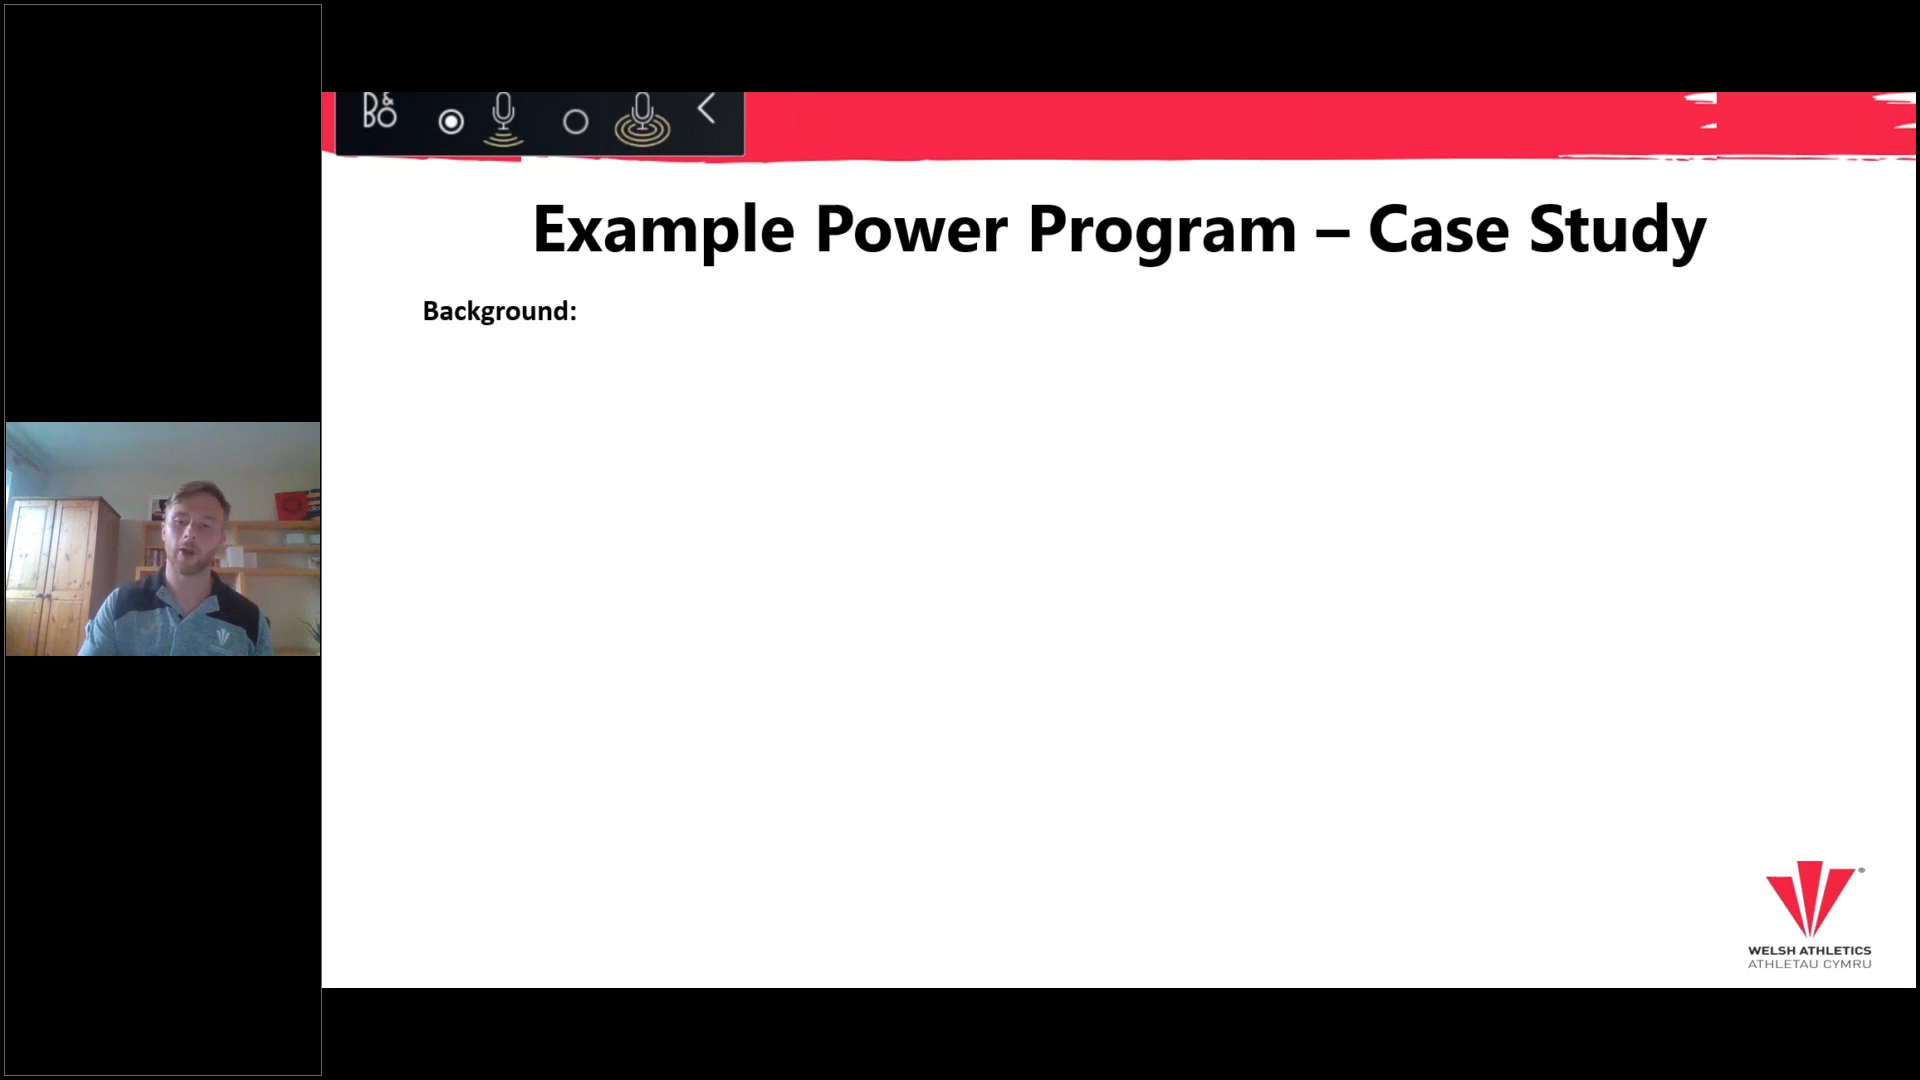 B&O
Example Power Program – Case Study
Background:
WELSH ATHLETICS
ATHLETAU CYMRU